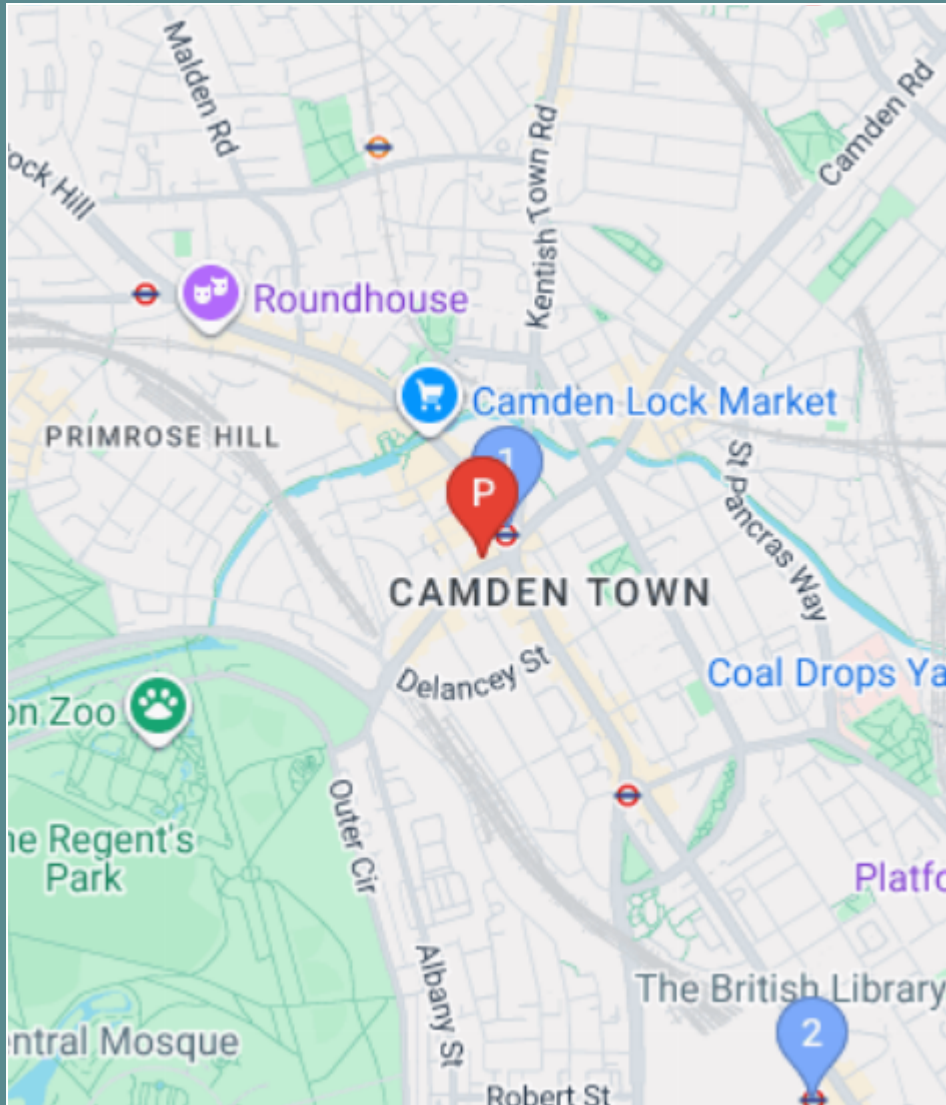 Malden Rd
Camden Rd
ock Hill
Kentish Town Rd
Roundhouse
Camden Lock Market
PRIMROSE HILL
1
P
St Pancras Way
CAMDEN TOWN
Delancey St
Coal Drops Ya
on Zoo
Outer Cir
he Regent's
Park
Platfo
Albany St
The British Library
entral Mosque
2
Robert St